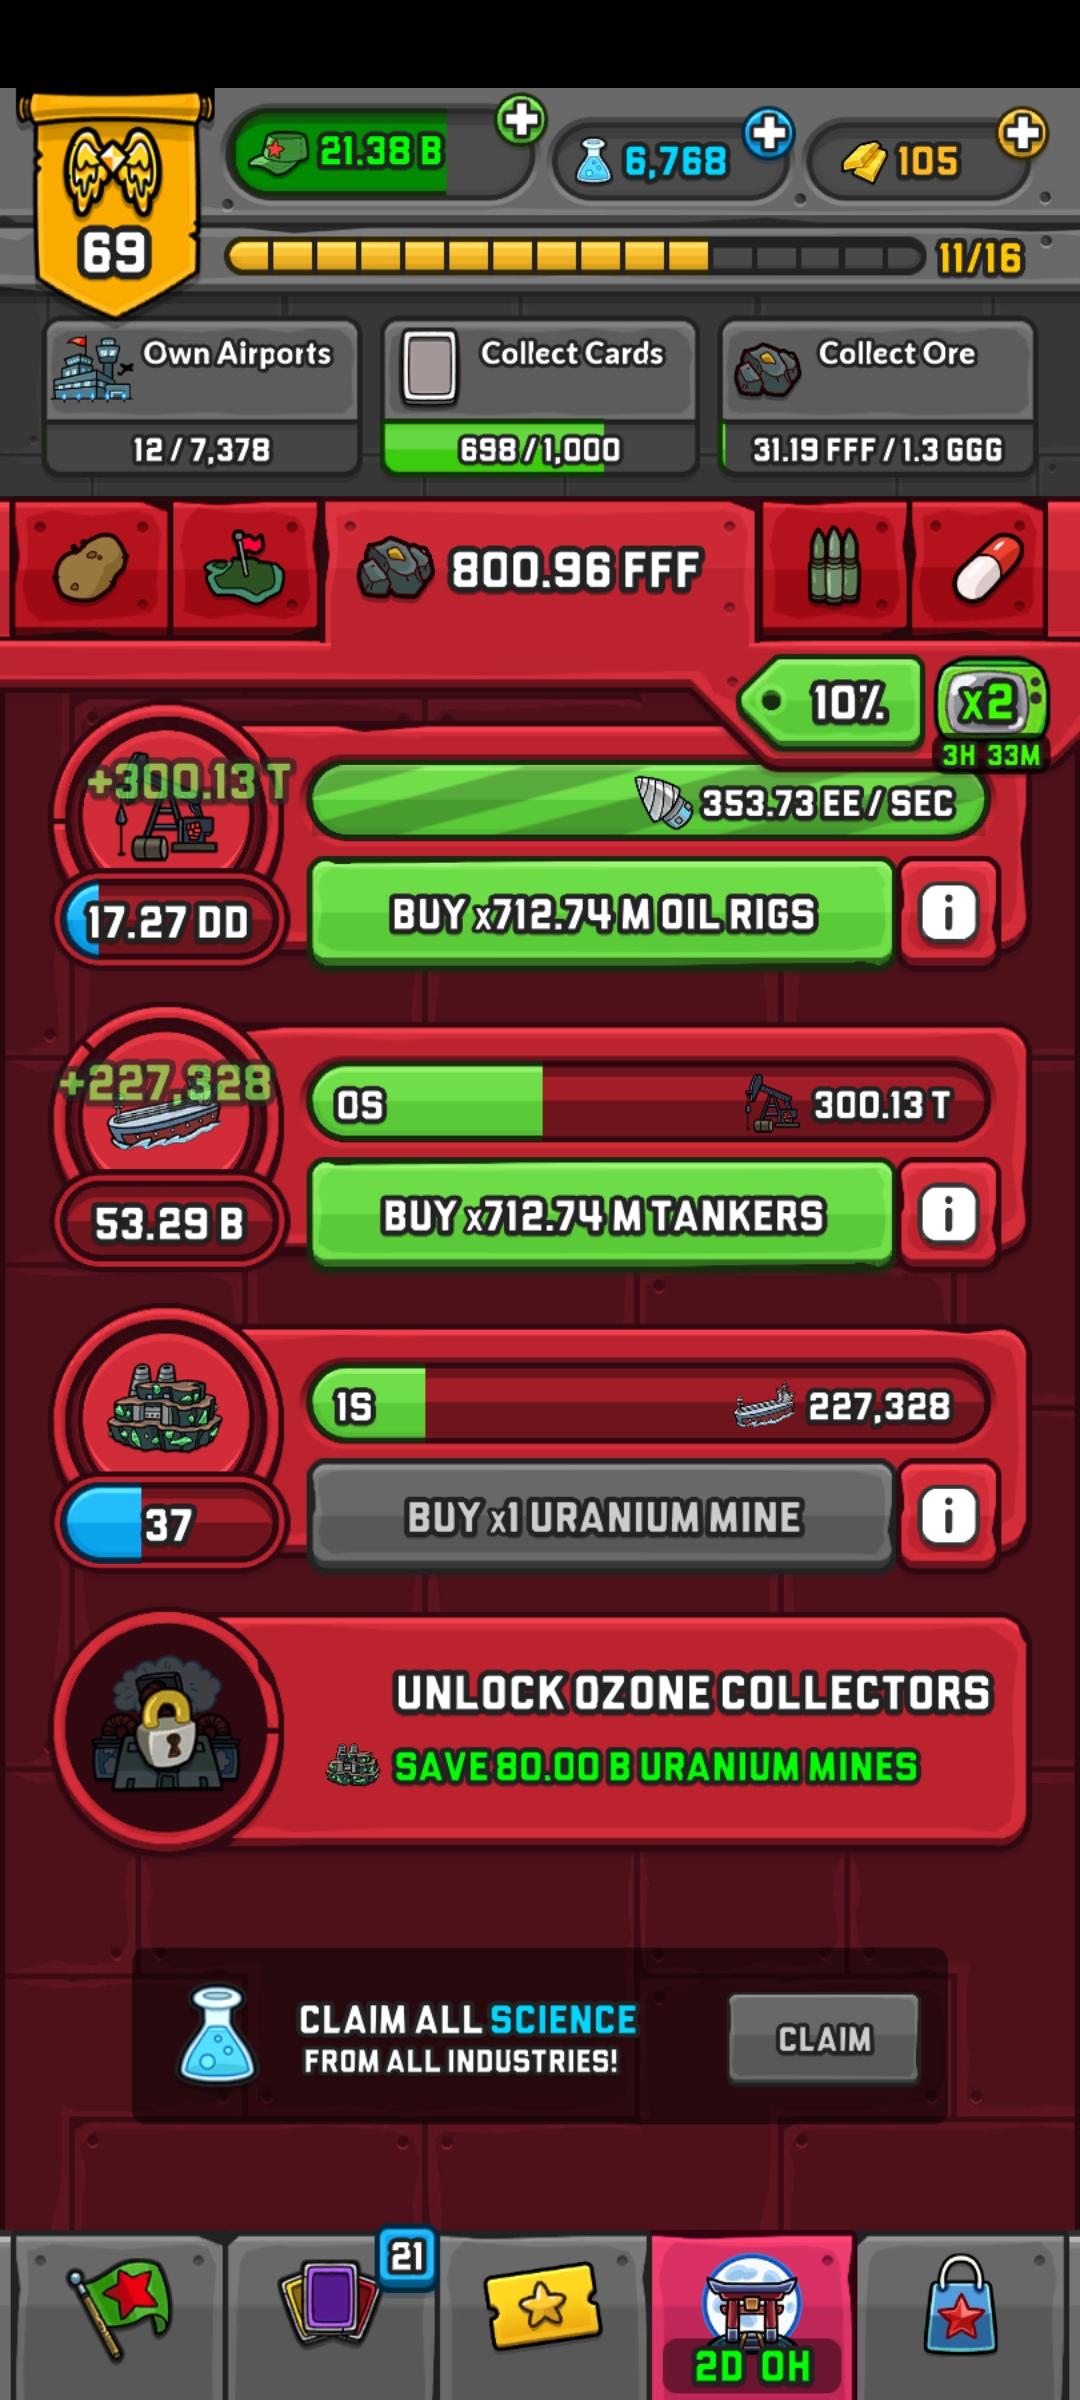 69
21.38 B
6,768
105
11/16
Own Airports
12 / 7,378
Collect Cards
698 / 1,000
Collect Ore
31.19 FFF / 1.3 GGG
800.96 FFF
10%
x2
3H 33M
+300.13 T
353.73 EE / SEC
17.27 DD
BUY x712.74 M OIL RIGS
i
+227,328
0S
300.13 T
53.29 B
BUY x712.74 M TANKERS
i
1S
227,328
37
BUY x1 URANIUM MINE
i
UNLOCK OZONE COLLECTORS
SAVE 80.00 B URANIUM MINES
CLAIM ALL SCIENCE
FROM ALL INDUSTRIES!
CLAIM
21
2D 0H